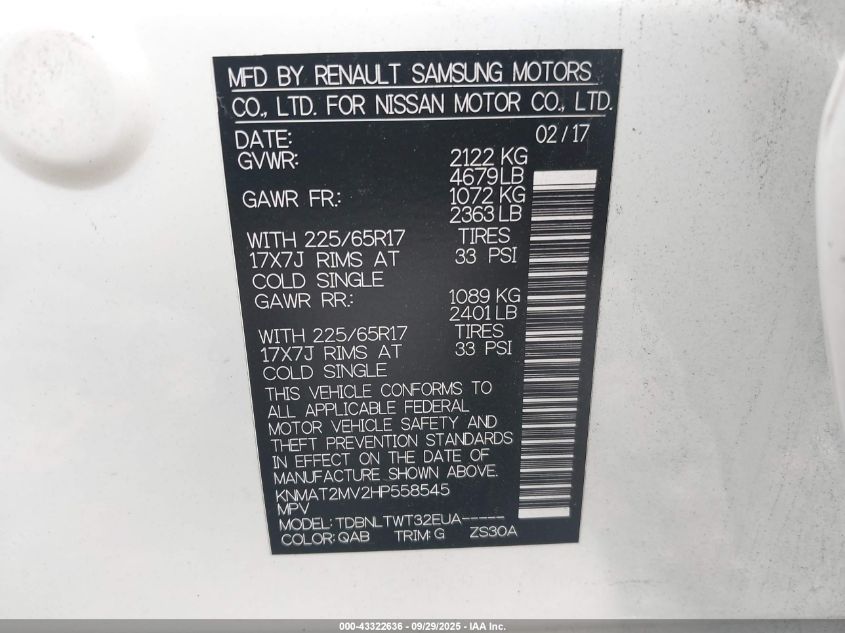 MFD BY RENAULT SAMSUNG MOTORS
CO., LTD. FOR NISSAN MOTOR CO., LTD.
DATE: 02/17
GVWR: 2122 KG
4679LB
GAWR FR: 1072 KG
2363 LB
WITH 225/65R17 TIRES
17X7J RIMS AT 33 PSI
COLD SINGLE
GAWR RR: 1089 KG
2401 LB
WITH 225/65R17 TIRES
17X7J RIMS AT 33 PSI
COLD SINGLE
THIS VEHICLE CONFORMS TO
ALL APPLICABLE FEDERAL
MOTOR VEHICLE SAFETY AND
THEFT PREVENTION STANDARDS
IN EFFECT ON THE DATE OF
MANUFACTURE SHOWN ABOVE.
KNMAT2MV2HP558545
MPV
MODEL: TDBNLTWT32EUA-----
COLOR: QAB TRIM: G ZS30A
000-43322636 - 09/29/2025 - IAA Inc.